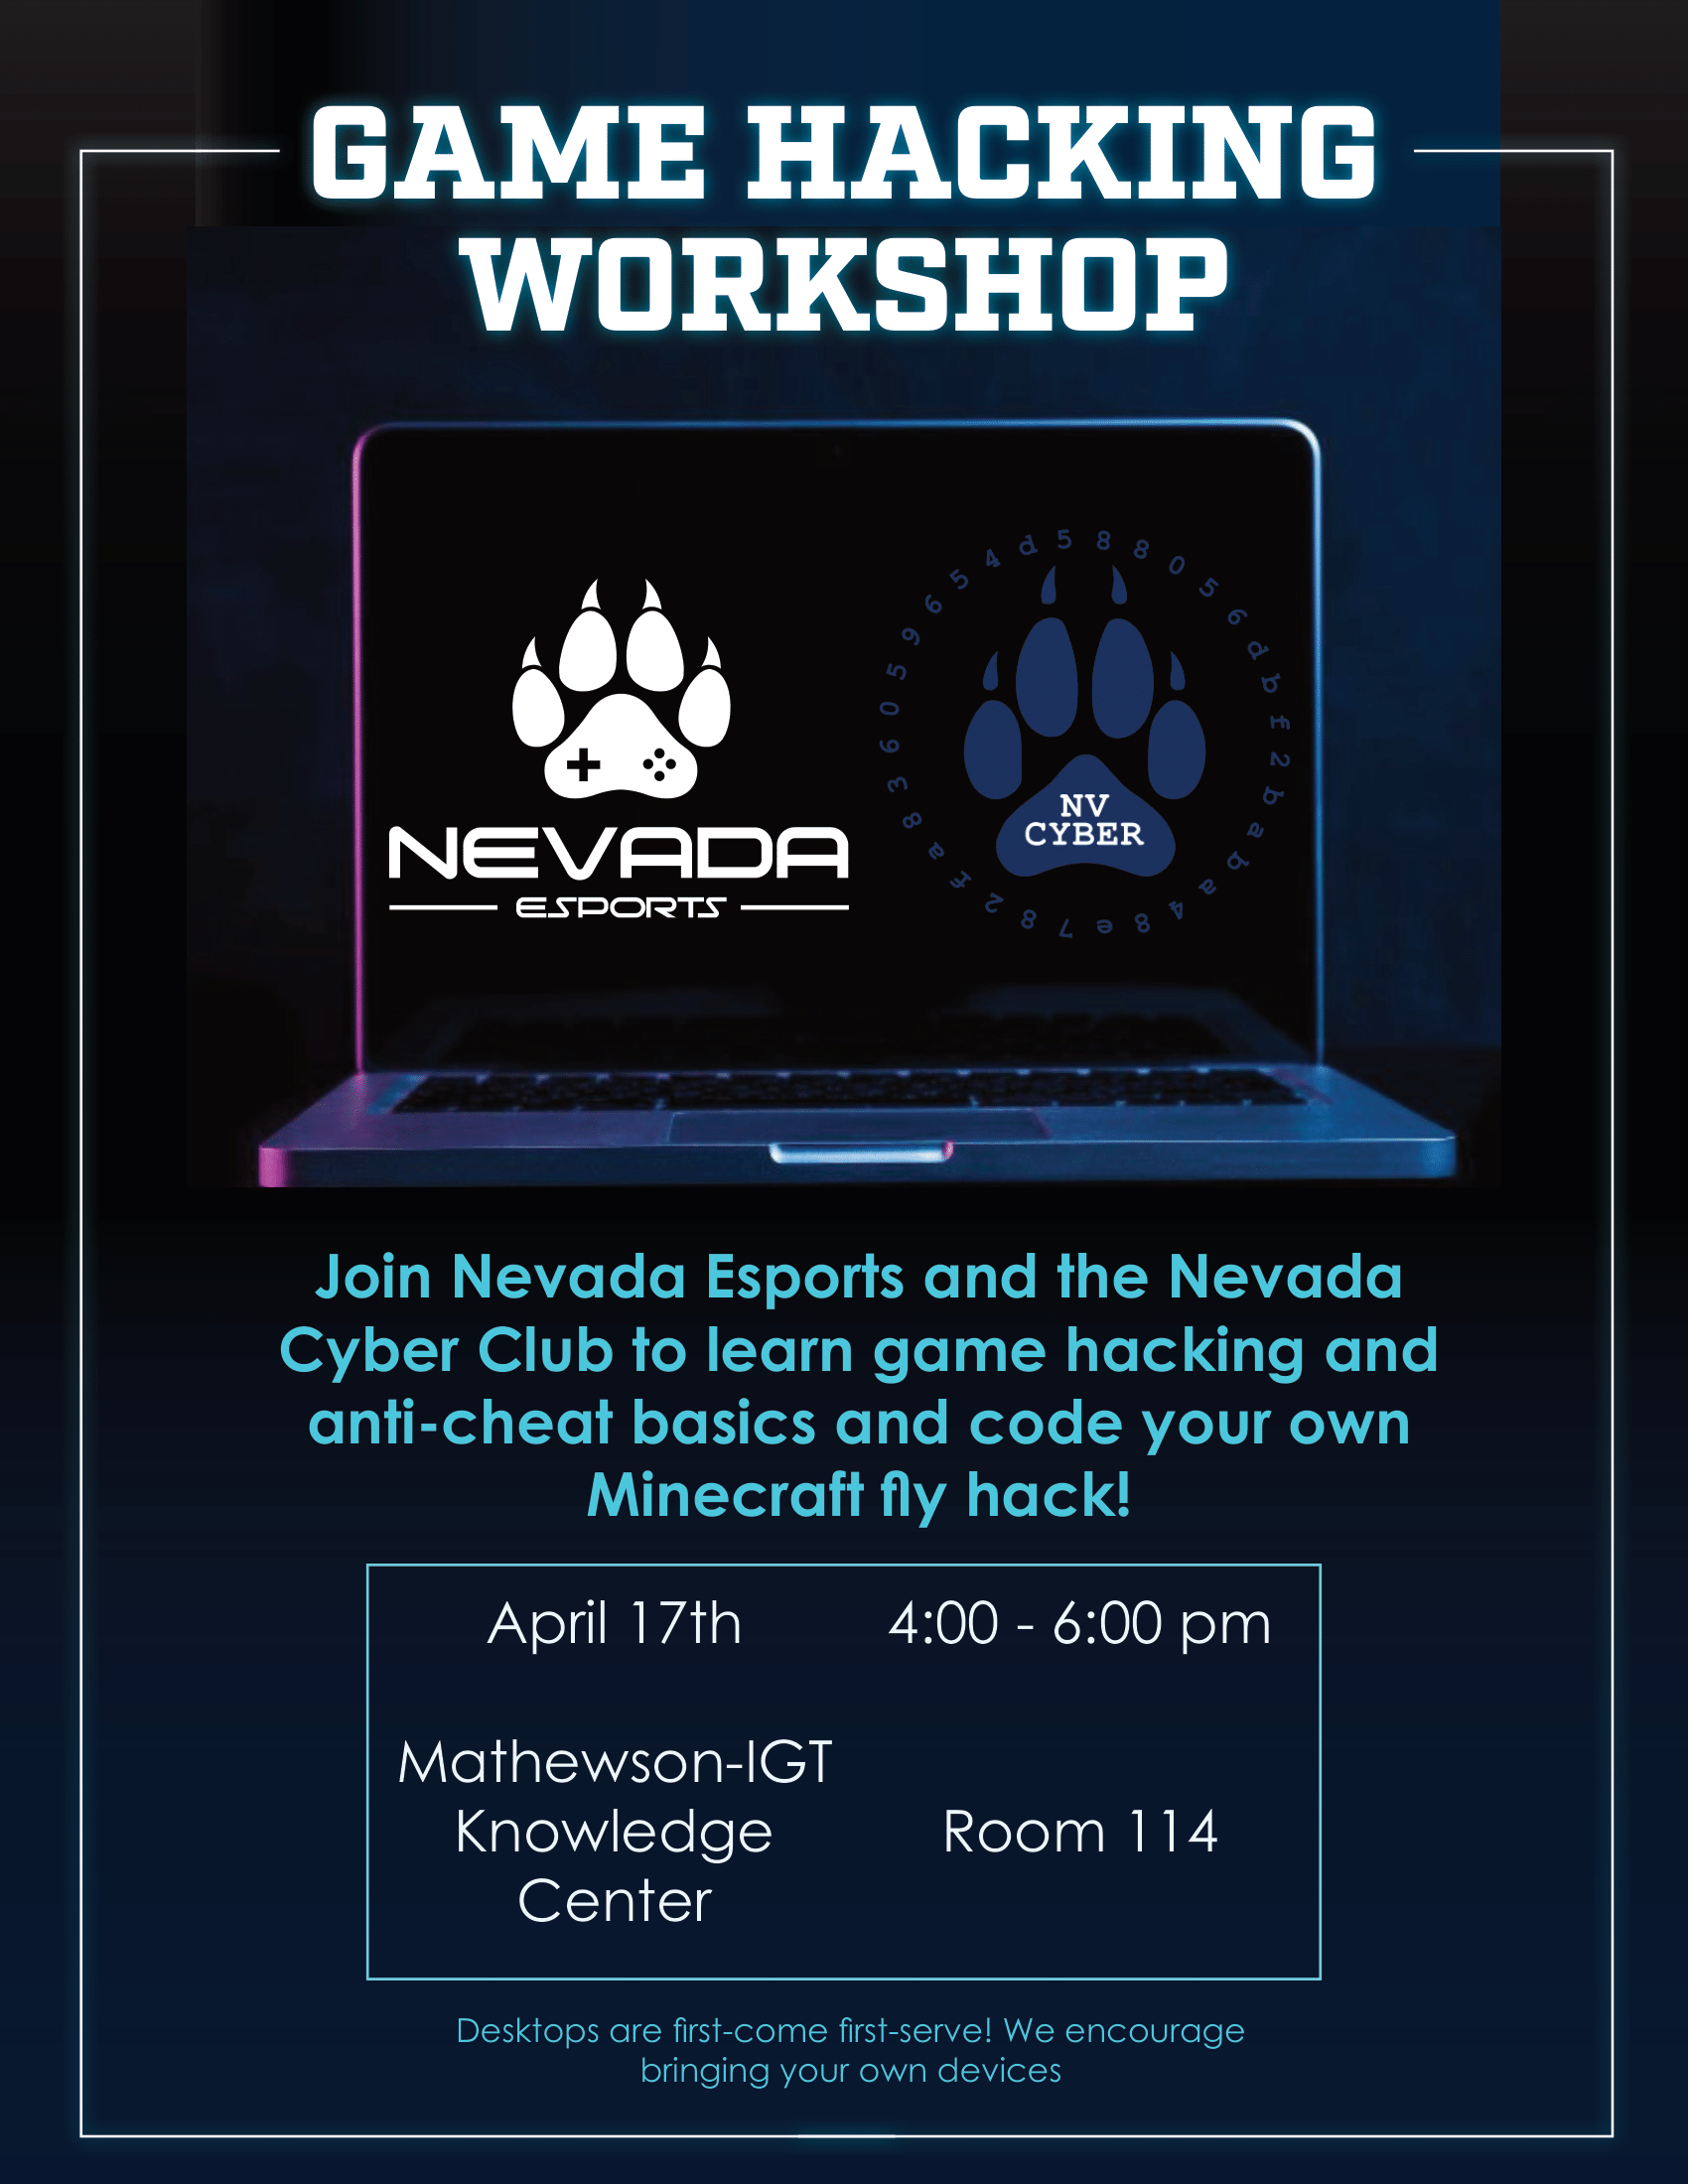 GAME HACKING
WORKSHOP
588056dbf2baba48e782fa836059654d
NV
CYBER
NEVADA
ESPORTS
Join Nevada Esports and the Nevada
Cyber Club to learn game hacking and
anti-cheat basics and code your own
Minecraft fly hack!
April 17th
4:00 - 6:00 pm
Mathewson-IGT
Knowledge
Center
Room 114
Desktops are first-come first-serve! We encourage
bringing your own devices